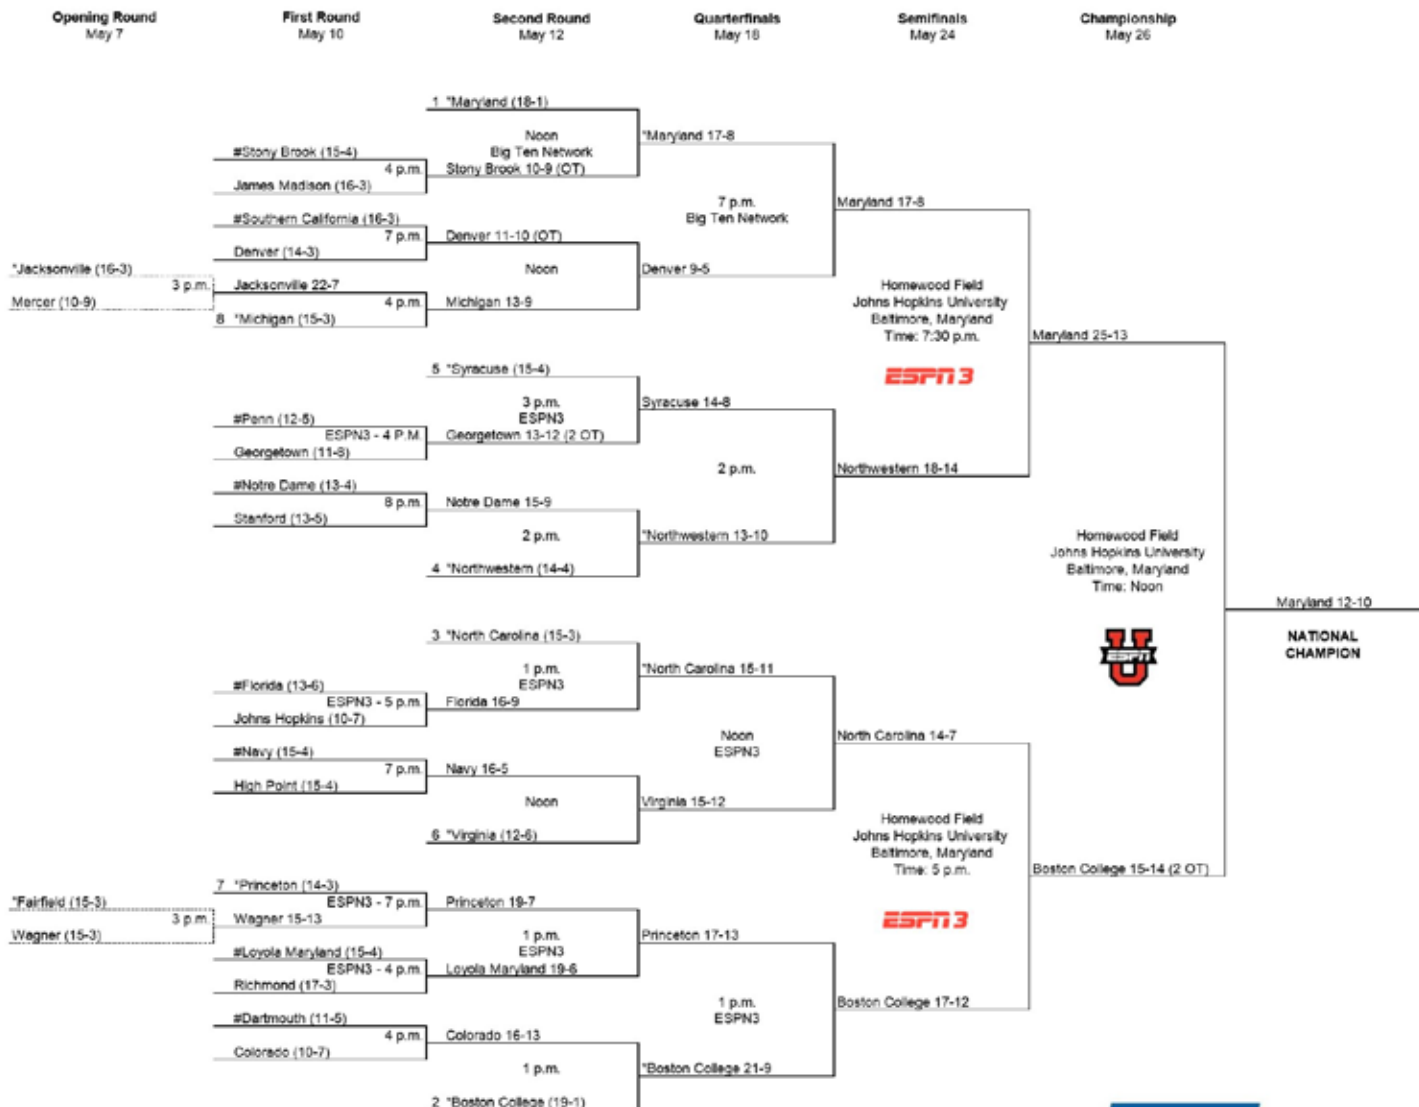 Opening Round
May 7
First Round
May 10
Second Round
May 12
Quarterfinals
May 18
Semifinals
May 24
Championship
May 26
1 *Maryland (18-1)
Noon
Big Ten Network
*Maryland 17-8
#Stony Brook (15-4)
4 p.m.
Stony Brook 10-9 (OT)
James Madison (16-3)
7 p.m.
Big Ten Network
Maryland 17-8
#Southern California (16-3)
7 p.m.
Denver 11-10 (OT)
Denver (14-3)
*Jacksonville (16-3)
3 p.m.
Mercer (10-9)
Noon
Denver 9-5
Jacksonville 22-7
4 p.m.
Michigan 13-9
8 *Michigan (15-3)
Homewood Field
Johns Hopkins University
Baltimore, Maryland
Time: 7:30 p.m.
ESPN3
Maryland 25-13
5 *Syracuse (15-4)
3 p.m.
ESPN3
Syracuse 14-8
#Penn (12-5)
ESPN3 - 4 P.M.
Georgetown 13-12 (2 OT)
Georgetown (11-8)
2 p.m.
Northwestern 18-14
#Notre Dame (13-4)
8 p.m.
Notre Dame 15-9
Stanford (13-5)
2 p.m.
*Northwestern 13-10
4 *Northwestern (14-4)
Homewood Field
Johns Hopkins University
Baltimore, Maryland
Time: Noon
U
ESPN
Maryland 12-10
NATIONAL
CHAMPION
3 *North Carolina (15-3)
1 p.m.
ESPN3
*North Carolina 15-11
#Florida (13-6)
ESPN3 - 5 p.m.
Florida 16-9
Johns Hopkins (10-7)
Noon
ESPN3
North Carolina 14-7
#Navy (15-4)
7 p.m.
Navy 16-5
High Point (15-4)
Noon
Virginia 15-12
6 *Virginia (12-6)
Homewood Field
Johns Hopkins University
Baltimore, Maryland
Time: 5 p.m.
ESPN3
Boston College 15-14 (2 OT)
7 *Princeton (14-3)
ESPN3 - 7 p.m.
Princeton 19-7
*Fairfield (15-3)
3 p.m.
Wagner 15-13
Wagner (15-3)
1 p.m.
ESPN3
Princeton 17-13
#Loyola Maryland (15-4)
ESPN3 - 4 p.m.
Loyola Maryland 19-6
Richmond (17-3)
1 p.m.
ESPN3
Boston College 17-12
#Dartmouth (11-5)
4 p.m.
Colorado 16-13
Colorado (10-7)
1 p.m.
*Boston College 21-9
2 *Boston College (19-1)